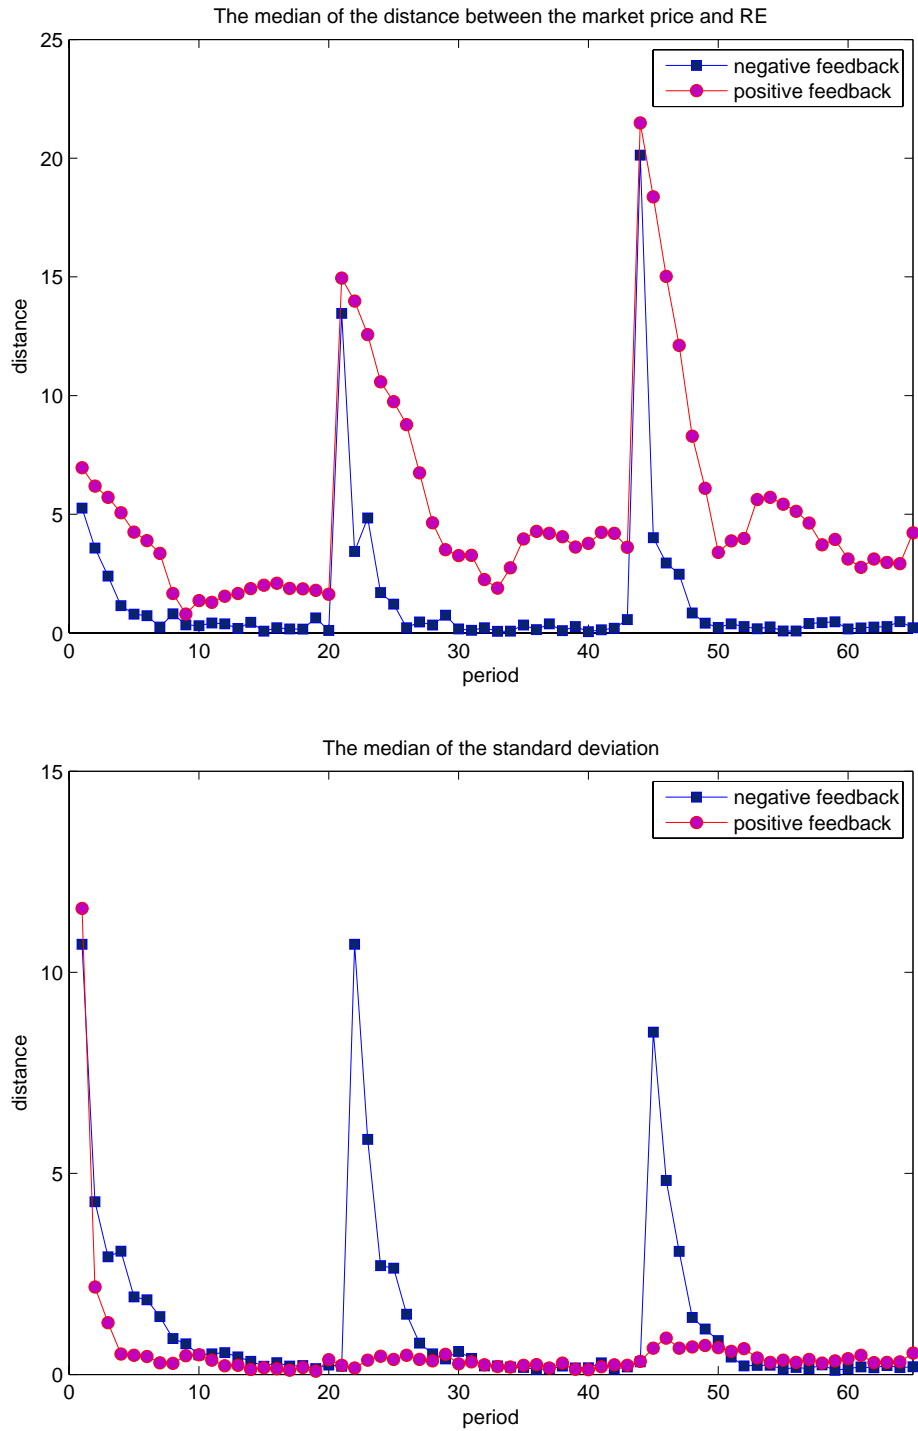 The median of the distance between the market price and RE
25
20
15
10
5
0
distance
negative feedback
positive feedback
0 10 20 30 40 50 60
period
The median of the standard deviation
15
10
5
0
distance
negative feedback
positive feedback
0 10 20 30 40 50 60
period